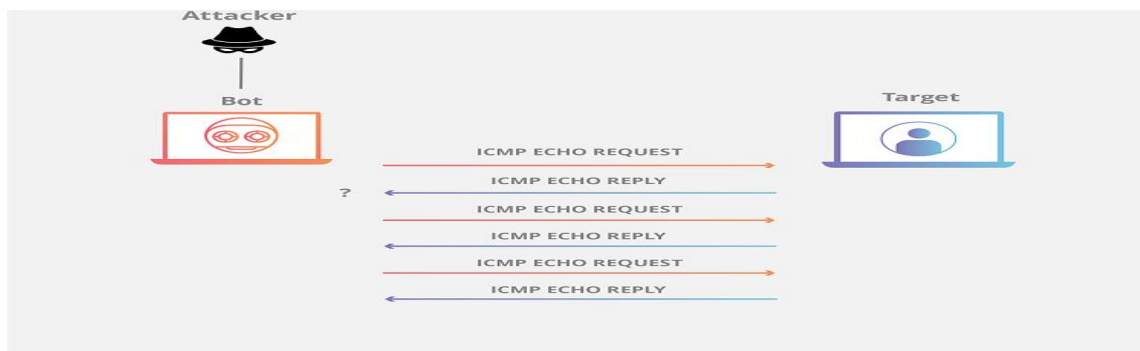 Attacker
Bot
Target
ICMP ECHO REQUEST
ICMP ECHO REPLY
?
ICMP ECHO REQUEST
ICMP ECHO REPLY
ICMP ECHO REQUEST
ICMP ECHO REPLY